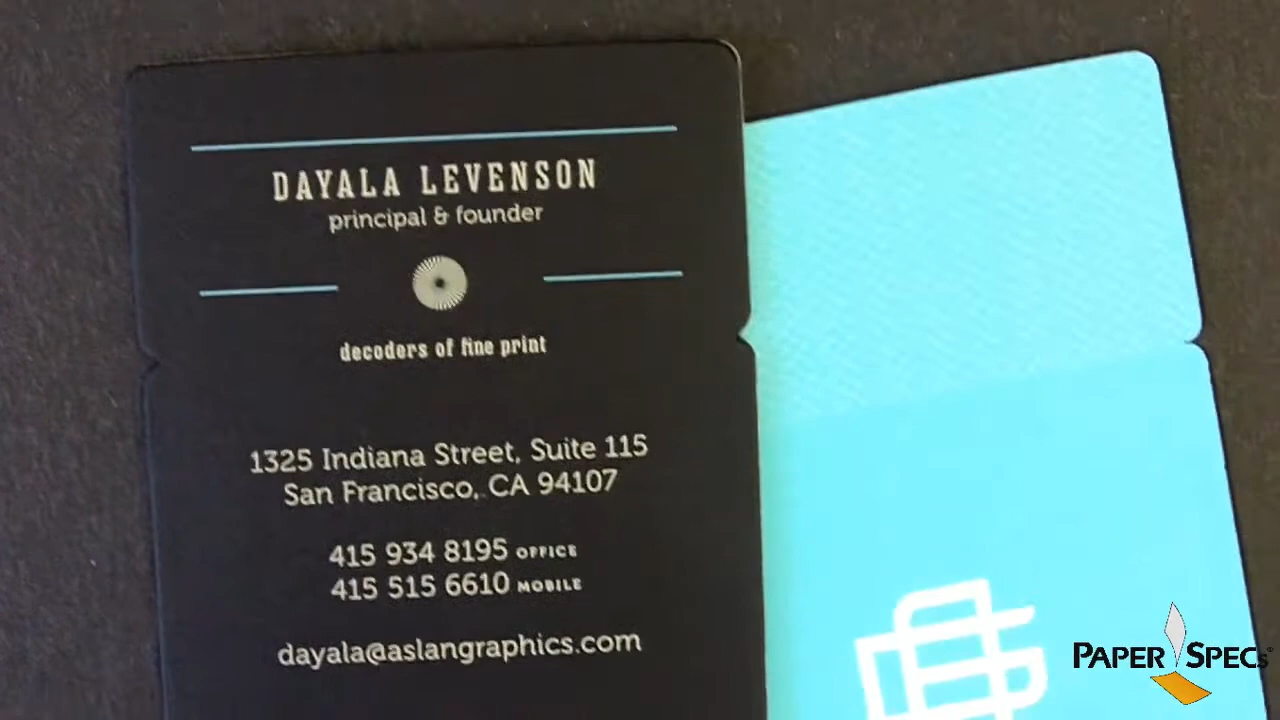 DAYALA LEVENSON
principal & founder
decoders of fine print
1325 Indiana Street, Suite 115
San Francisco, CA 94107
415 934 8195 OFFICE
415 515 6610 MOBILE
dayala@aslangraphics.com
PAPER SPECS